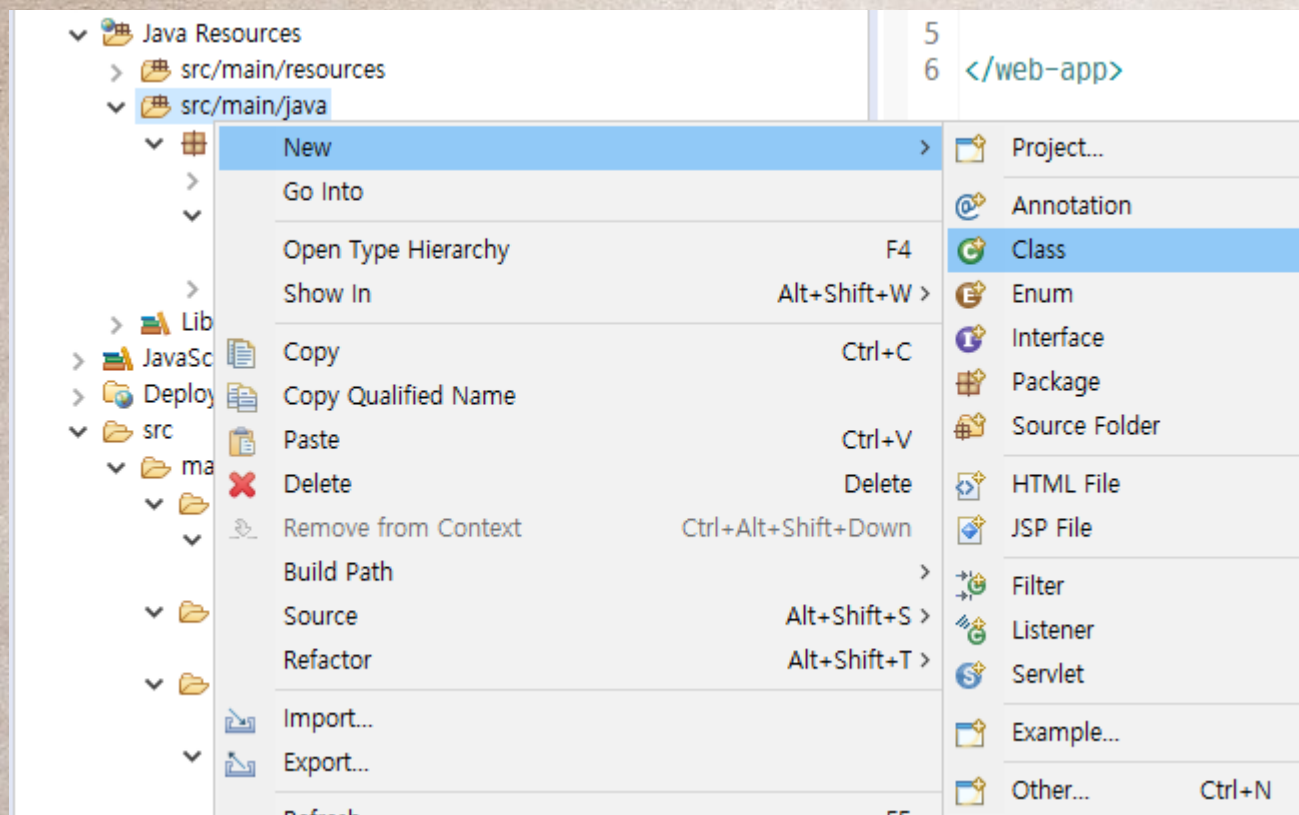 Java Resources
src/main/resources
src/main/java
Lib
JavaSc
Deploy
src
ma
5
6 </web-app>
New
Go Into
Open Type Hierarchy F4
Show In Alt+Shift+W
Copy Ctrl+C
Copy Qualified Name
Paste Ctrl+V
Delete Delete
Remove from Context Ctrl+Alt+Shift+Down
Build Path
Source Alt+Shift+S
Refactor Alt+Shift+T
Import...
Export...
Refresh F5
Project...
Annotation
Class
Enum
Interface
Package
Source Folder
HTML File
JSP File
Filter
Listener
Servlet
Example...
Other... Ctrl+N